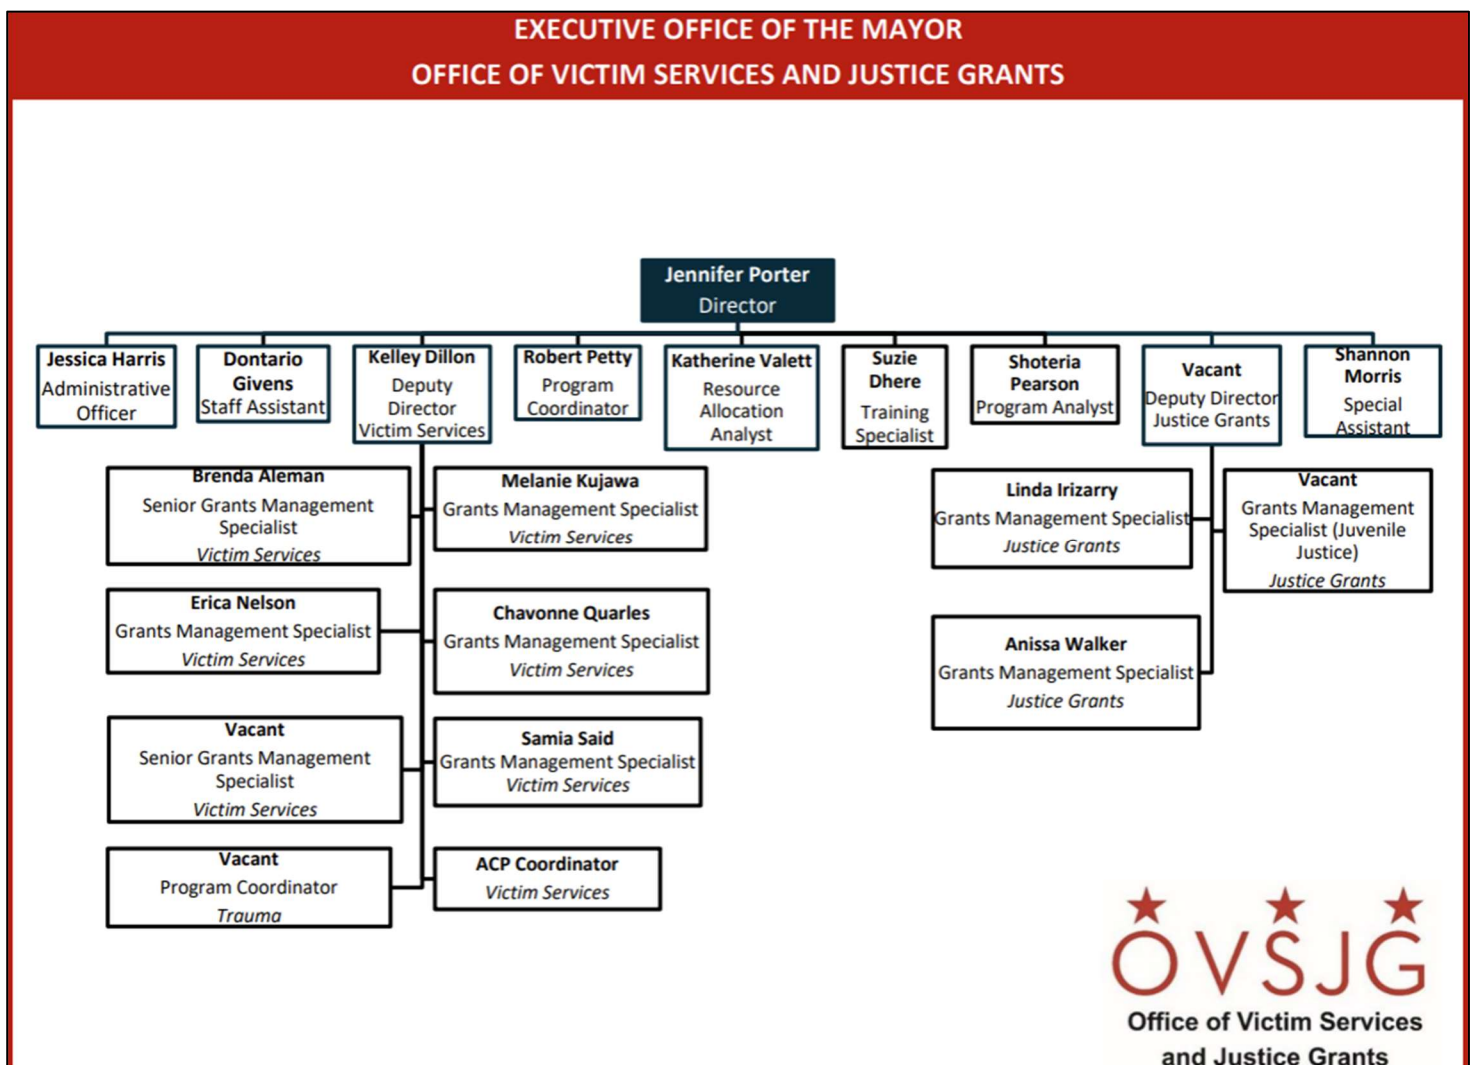 EXECUTIVE OFFICE OF THE MAYOR
OFFICE OF VICTIM SERVICES AND JUSTICE GRANTS
Jennifer Porter
Director
Jessica Harris
Administrative
Officer
Dontario
Givens
Staff Assistant
Kelley Dillon
Deputy
Director
Victim Services
Robert Petty
Program
Coordinator
Katherine Valett
Resource
Allocation
Analyst
Suzie
Dhere
Training
Specialist
Shoteria
Pearson
Program Analyst
Vacant
Deputy Director
Justice Grants
Shannon
Morris
Special
Assistant
Brenda Aleman
Senior Grants Management
Specialist
Victim Services
Melanie Kujawa
Grants Management Specialist
Victim Services
Erica Nelson
Grants Management Specialist
Victim Services
Chavonne Quarles
Grants Management Specialist
Victim Services
Vacant
Senior Grants Management
Specialist
Victim Services
Samia Said
Grants Management Specialist
Victim Services
Vacant
Program Coordinator
Trauma
ACP Coordinator
Victim Services
Linda Irizarry
Grants Management Specialist
Justice Grants
Vacant
Grants Management
Specialist (Juvenile
Justice)
Justice Grants
Anissa Walker
Grants Management Specialist
Justice Grants
OVSJG
Office of Victim Services
and Justice Grants